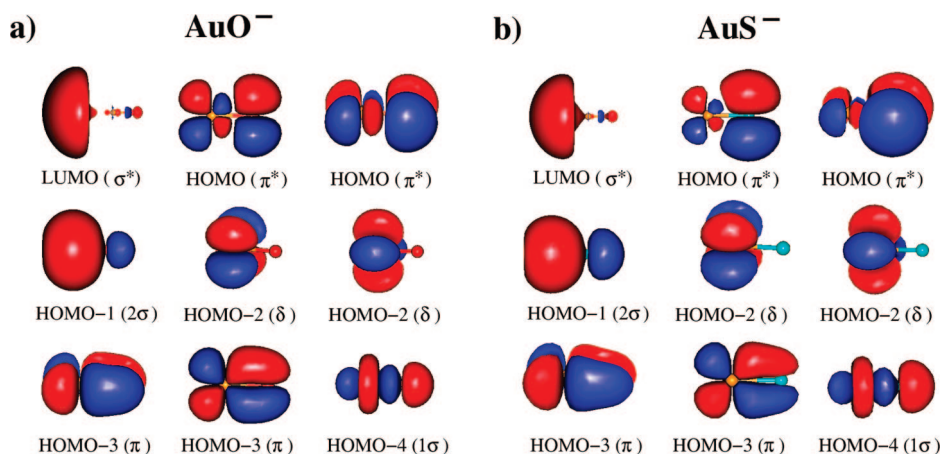 a) AuO⁻
LUMO (σ*) HOMO (π*) HOMO (π*)
HOMO−1 (2σ) HOMO−2 (δ) HOMO−2 (δ)
HOMO−3 (π) HOMO−3 (π) HOMO−4 (1σ)
b) AuS⁻
LUMO (σ*) HOMO (π*) HOMO (π*)
HOMO−1 (2σ) HOMO−2 (δ) HOMO−2 (δ)
HOMO−3 (π) HOMO−3 (π) HOMO−4 (1σ)